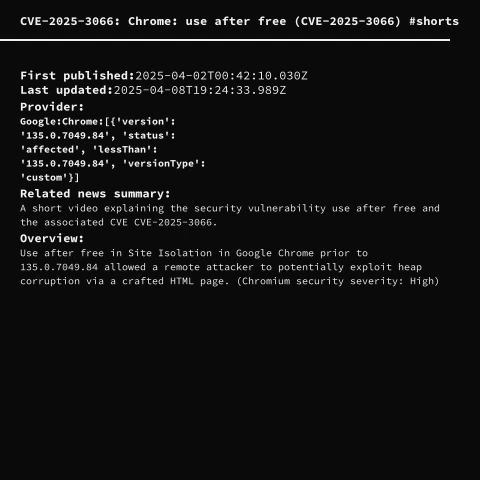 CVE-2025-3066: Chrome: use after free (CVE-2025-3066) #shorts
First published:2025-04-02T00:42:10.030Z
Last updated:2025-04-08T19:24:33.989Z
Provider:
Google:Chrome:[{'version':
'135.0.7049.84', 'status':
'affected', 'lessThan':
'135.0.7049.84', 'versionType':
'custom'}]
Related news summary:
A short video explaining the security vulnerability use after free and
the associated CVE CVE-2025-3066.
Overview:
Use after free in Site Isolation in Google Chrome prior to
135.0.7049.84 allowed a remote attacker to potentially exploit heap
corruption via a crafted HTML page. (Chromium security severity: High)